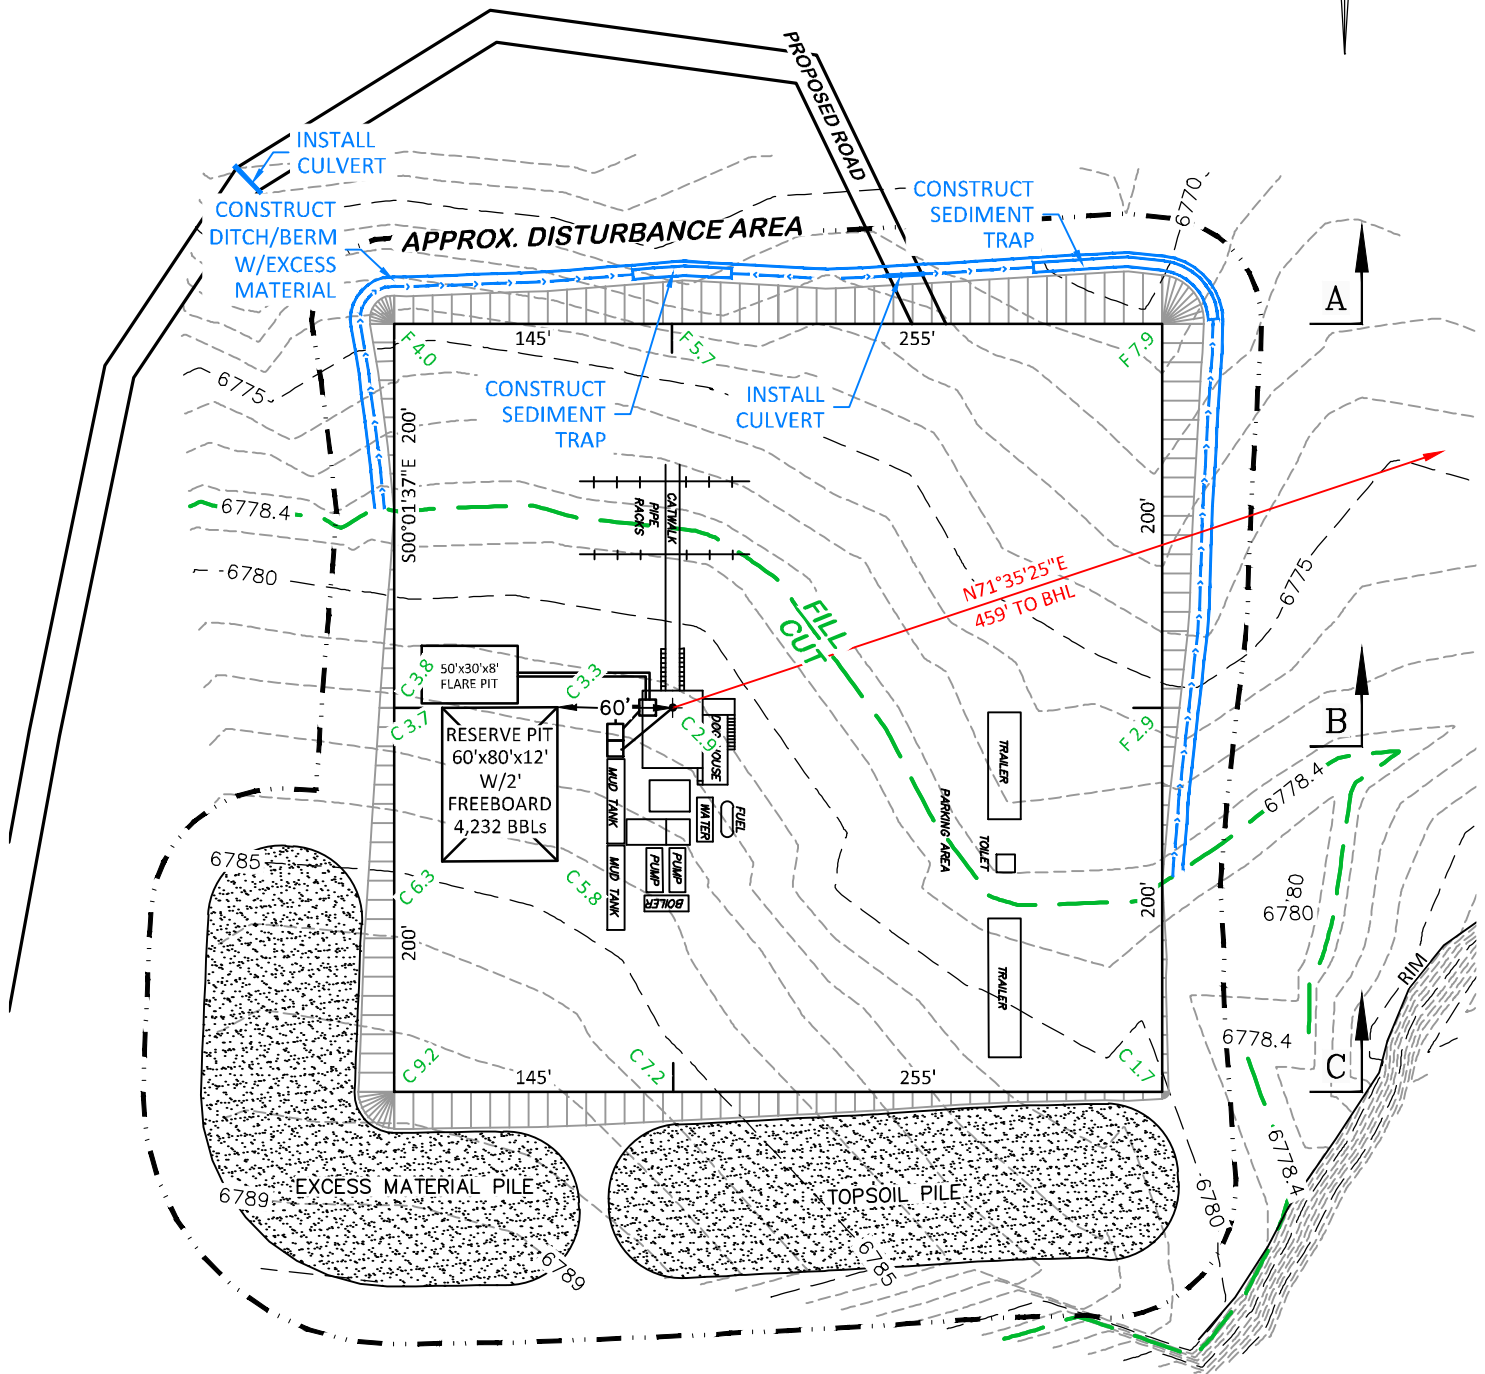 PROPOSED ROAD
INSTALL
CULVERT
CONSTRUCT
DITCH/BERM
W/EXCESS
MATERIAL
APPROX. DISTURBANCE AREA
CONSTRUCT
SEDIMENT
TRAP
6770
A
F 4.0
145'
F 5.7
255'
F 7.9
6775
CONSTRUCT
SEDIMENT
TRAP
INSTALL
CULVERT
200'
S00°01'37"E
6778.4
PIPE
RACKS
CATWALK
200'
N71°35'25"E
459' TO BHL
6775
6780
FILL
CUT
50'x30'x8'
FLARE PIT
C 3.8
C 3.3
C 3.7
60'
C 2.9
DOGHOUSE
F 2.9
B
RESERVE PIT
60'x80'x12'
W/2'
FREEBOARD
4,232 BBLs
MUD TANK
MUD TANK
WATER
FUEL
PUMP
PUMP
BOILER
TRAILER
PARKING AREA
TOILET
6778.4
6785
C 6.3
C 5.8
200'
200'
80
6780
TRAILER
RIM
6778.4
C
C 9.2
145'
C 7.2
255'
C 1.7
6778.4
EXCESS MATERIAL PILE
6789
TOPSOIL PILE
6780
6789
6785